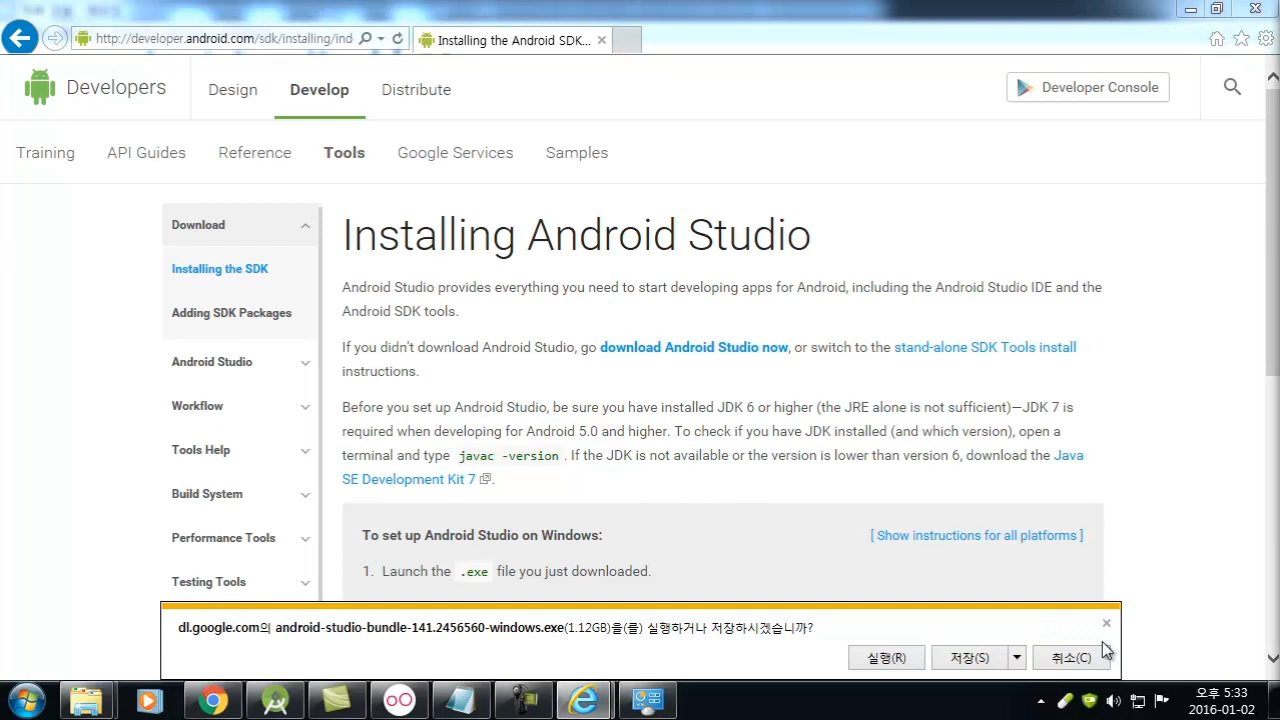 http://developer.android.com/sdk/installing/ind
Installing the Android SDK...
Developers
Design
Develop
Distribute
Developer Console
Training
API Guides
Reference
Tools
Google Services
Samples
Download
Installing the SDK
Adding SDK Packages
Android Studio
Workflow
Tools Help
Build System
Performance Tools
Testing Tools
Installing Android Studio
Android Studio provides everything you need to start developing apps for Android, including the Android Studio IDE and the
Android SDK tools.
If you didn't download Android Studio, go download Android Studio now, or switch to the stand-alone SDK Tools install
instructions.
Before you set up Android Studio, be sure you have installed JDK 6 or higher (the JRE alone is not sufficient)—JDK 7 is
required when developing for Android 5.0 and higher. To check if you have JDK installed (and which version), open a
terminal and type javac -version . If the JDK is not available or the version is lower than version 6, download the Java
SE Development Kit 7 .
To set up Android Studio on Windows:
[ Show instructions for all platforms ]
1. Launch the .exe file you just downloaded.
dl.google.com의 android-studio-bundle-141.2456560-windows.exe(1.12GB)을(를) 실행하거나 저장하시겠습니까?
실행(R)
저장(S)
취소(C)
오후 5:33
2016-01-02